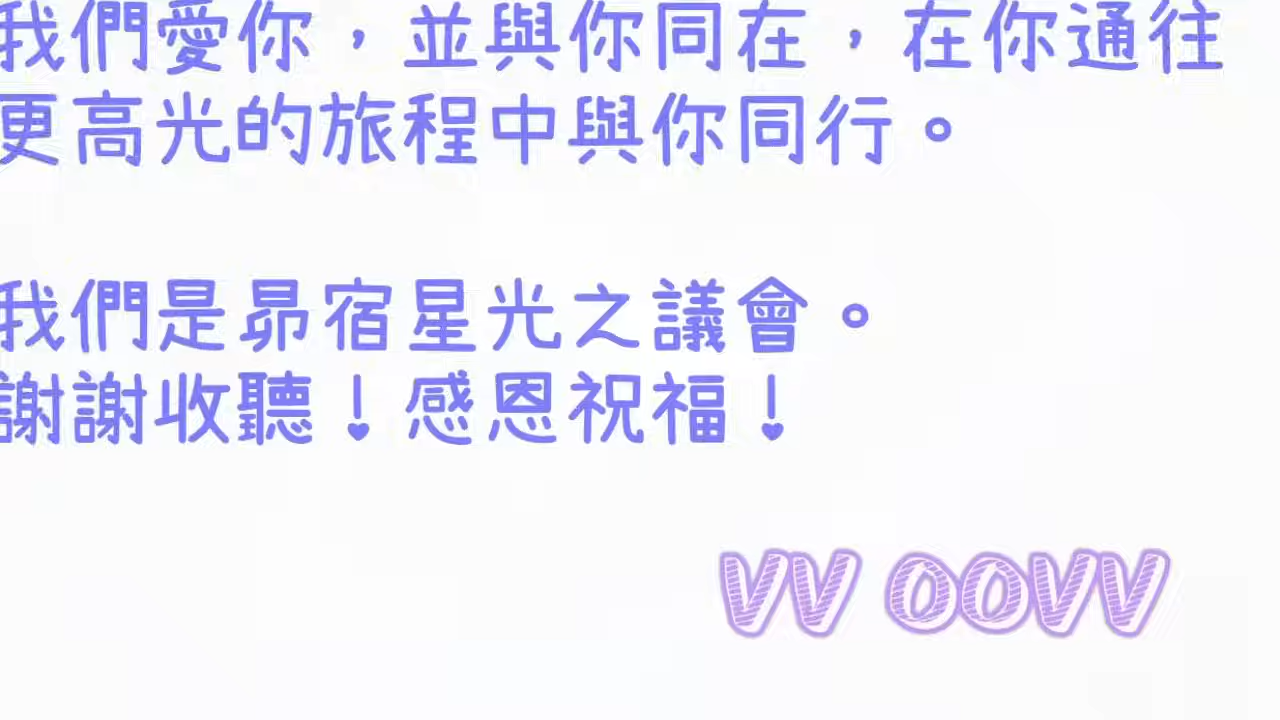 我們愛你，並與你同在，在你通往
更高光的旅程中與你同行。
我們是昴宿星光之議會。
謝謝收聽！感恩祝福！
VV OOVV